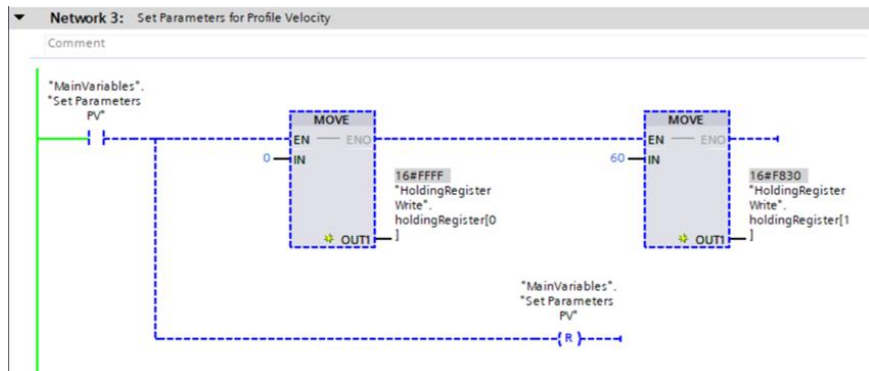 Network 3: Set Parameters for Profile Velocity
Comment
"MainVariables".
"Set Parameters
PV"
MOVE
EN ENO
0 IN
OUT1
16#FFFF
"HoldingRegister
Write".
holdingRegister[0
]
MOVE
EN ENO
60 IN
OUT1
16#F830
"HoldingRegister
Write".
holdingRegister[1
]
"MainVariables".
"Set Parameters
PV"
R